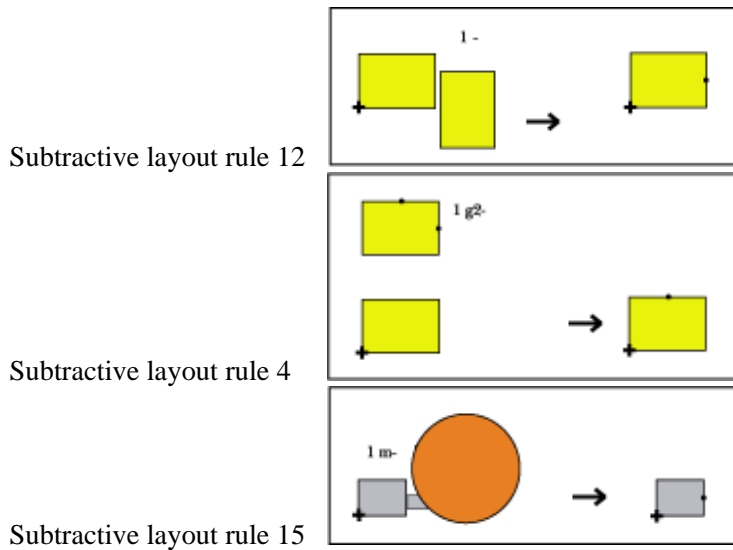 1 -
Subtractive layout rule 12
1 g2-
Subtractive layout rule 4
1 m-
Subtractive layout rule 15